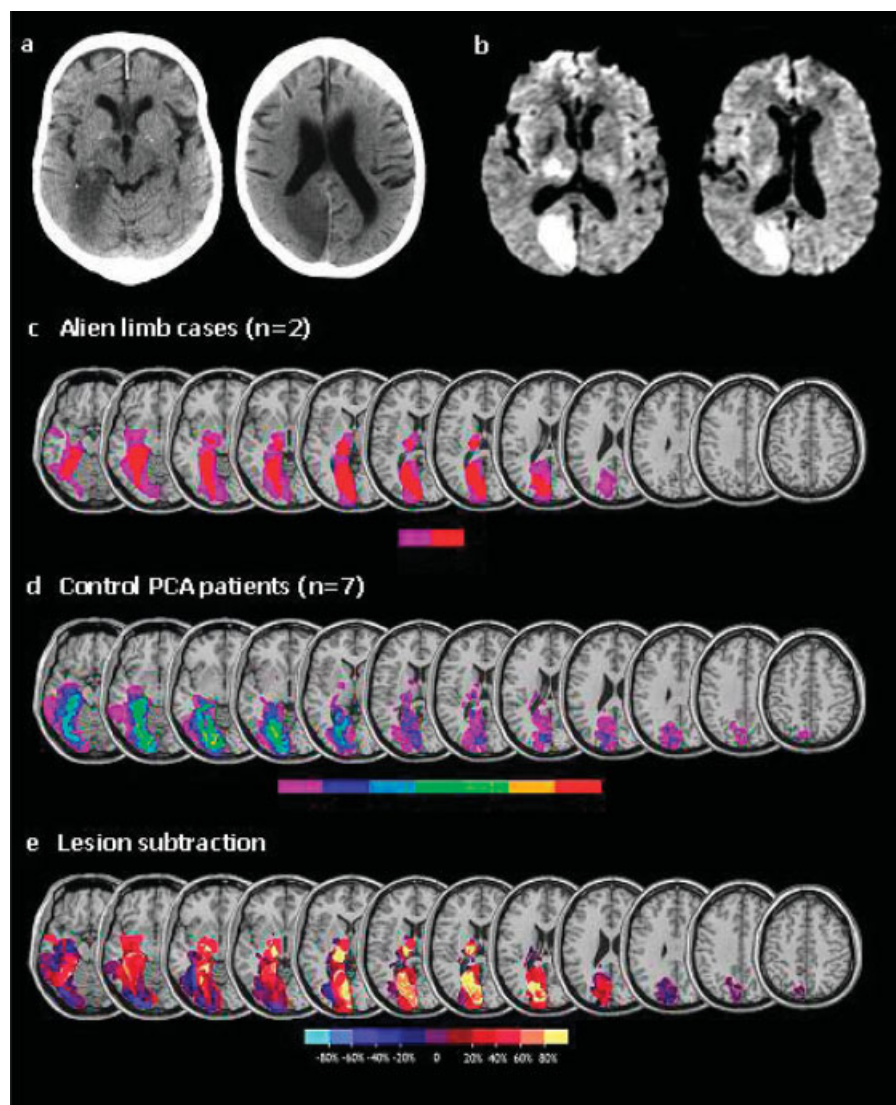 a
b
c Alien limb cases (n=2)
d Control PCA patients (n=7)
e Lesion subtraction
-80% -60% -40% -20% 0 20% 40% 60% 80%